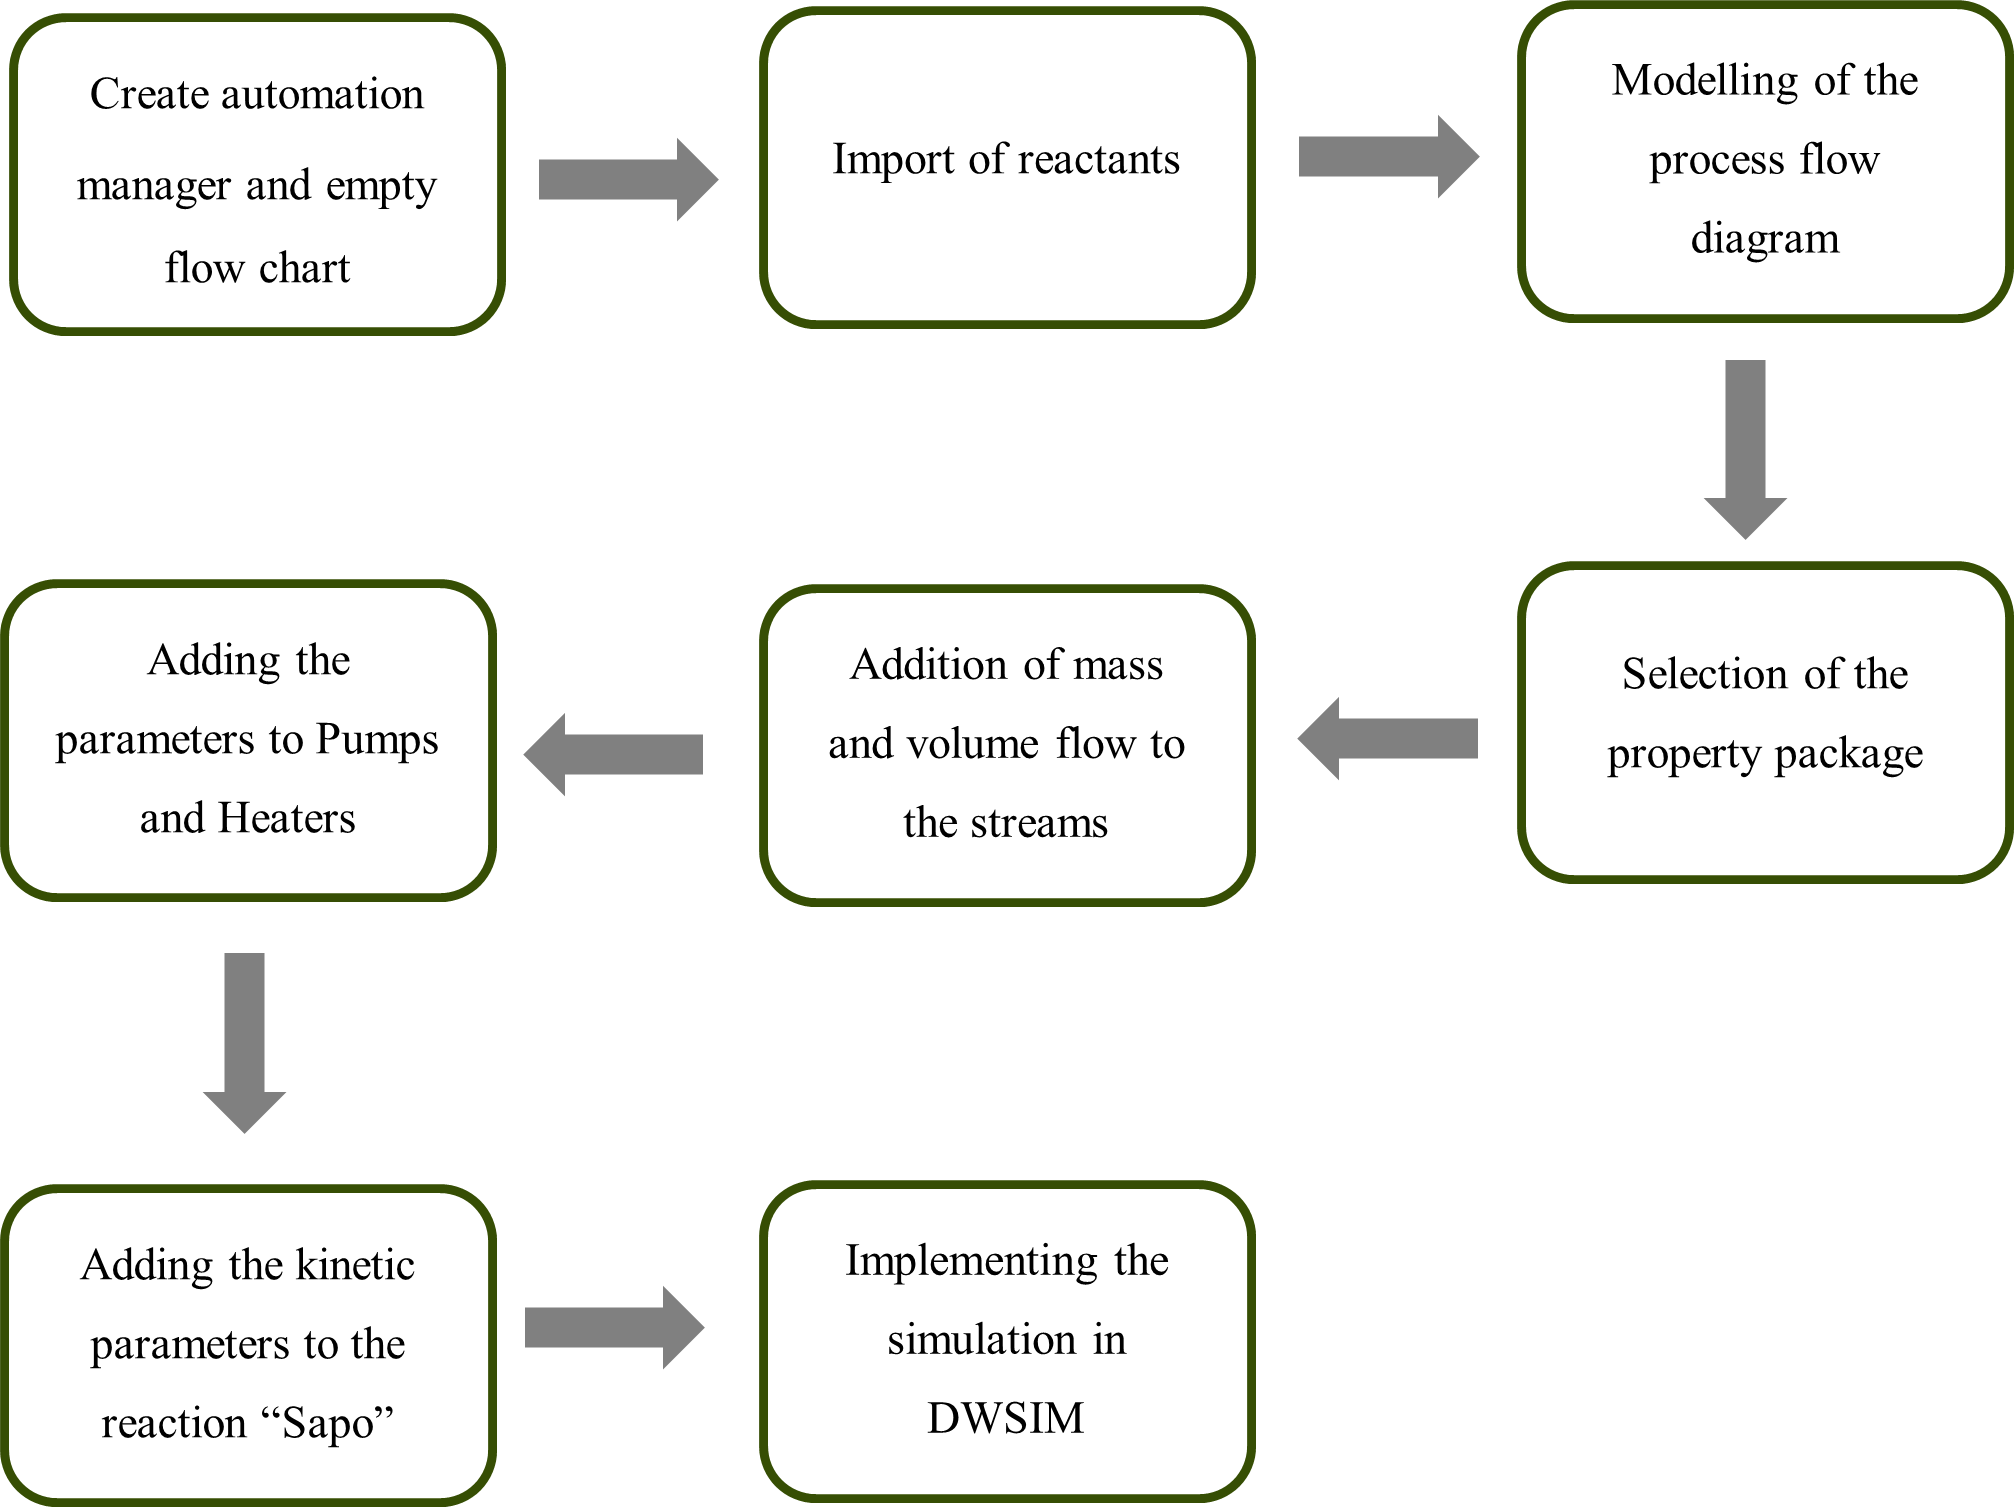 Create automation
manager and empty
flow chart
Import of reactants
Modelling of the
process flow
diagram
Selection of the
property package
Addition of mass
and volume flow to
the streams
Adding the
parameters to Pumps
and Heaters
Adding the kinetic
parameters to the
reaction “Sapo”
Implementing the
simulation in
DWSIM